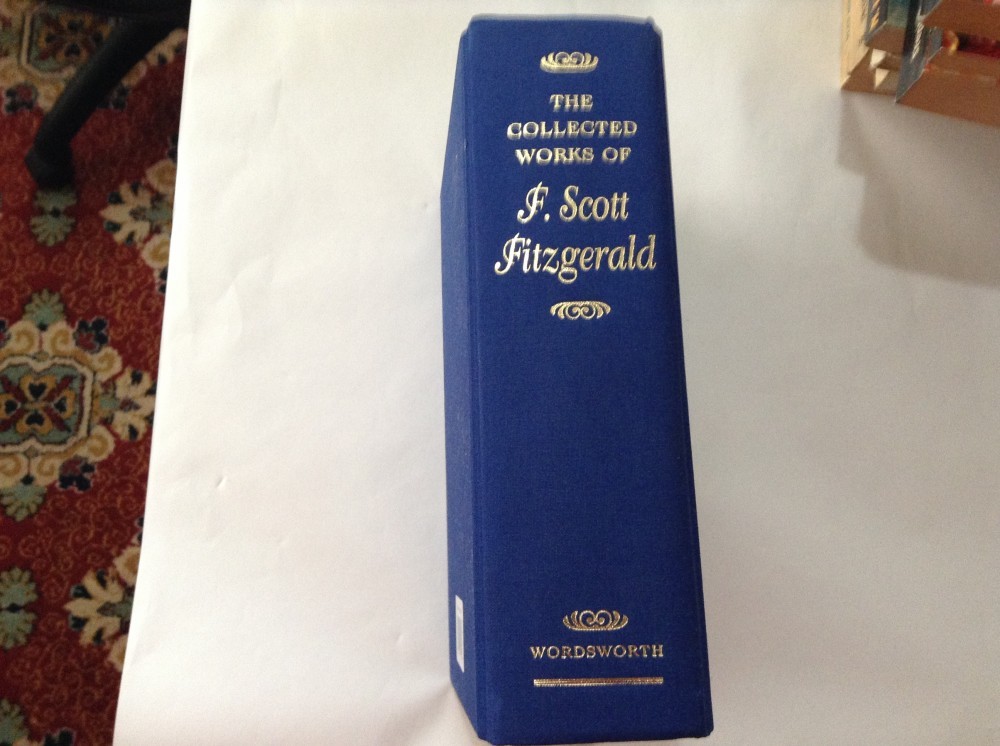 THE
COLLECTED
WORKS OF
F. Scott
Fitzgerald
WORDSWORTH